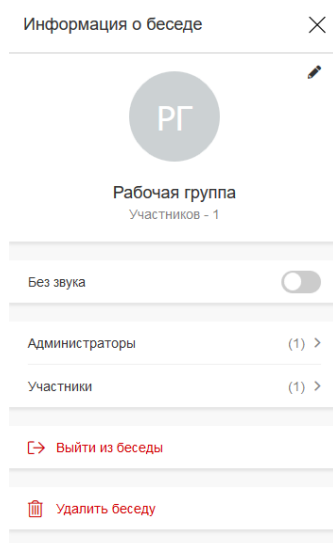 Информация о беседе
РГ
Рабочая группа
Участников - 1
Без звука
Администраторы (1)
Участники (1)
Выйти из беседы
Удалить беседу